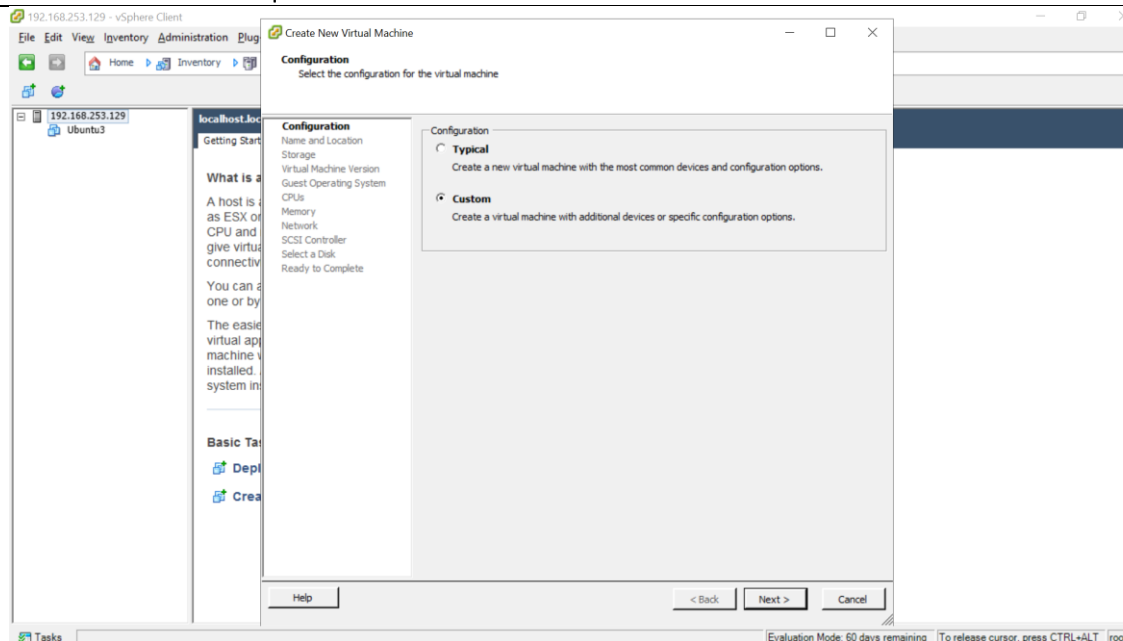 192.168.253.129 - vSphere Client
File Edit View Inventory Administration Plug
Home Inventory
192.168.253.129
Ubuntu3
localhost.loc
Getting Start
What is a
A host is a
as ESX or
CPU and
give virtua
connectiv
You can a
one or by
The easie
virtual app
machine v
installed.
system ins
Basic Tas
Depl
Crea
Create New Virtual Machine
Configuration
Select the configuration for the virtual machine
Configuration
Name and Location
Storage
Virtual Machine Version
Guest Operating System
CPUs
Memory
Network
SCSI Controller
Select a Disk
Ready to Complete
Configuration
Typical
Create a new virtual machine with the most common devices and configuration options.
Custom
Create a virtual machine with additional devices or specific configuration options.
Help
< Back Next > Cancel
Tasks
Evaluation Mode: 60 days remaining To release cursor, press CTRL+ALT roo